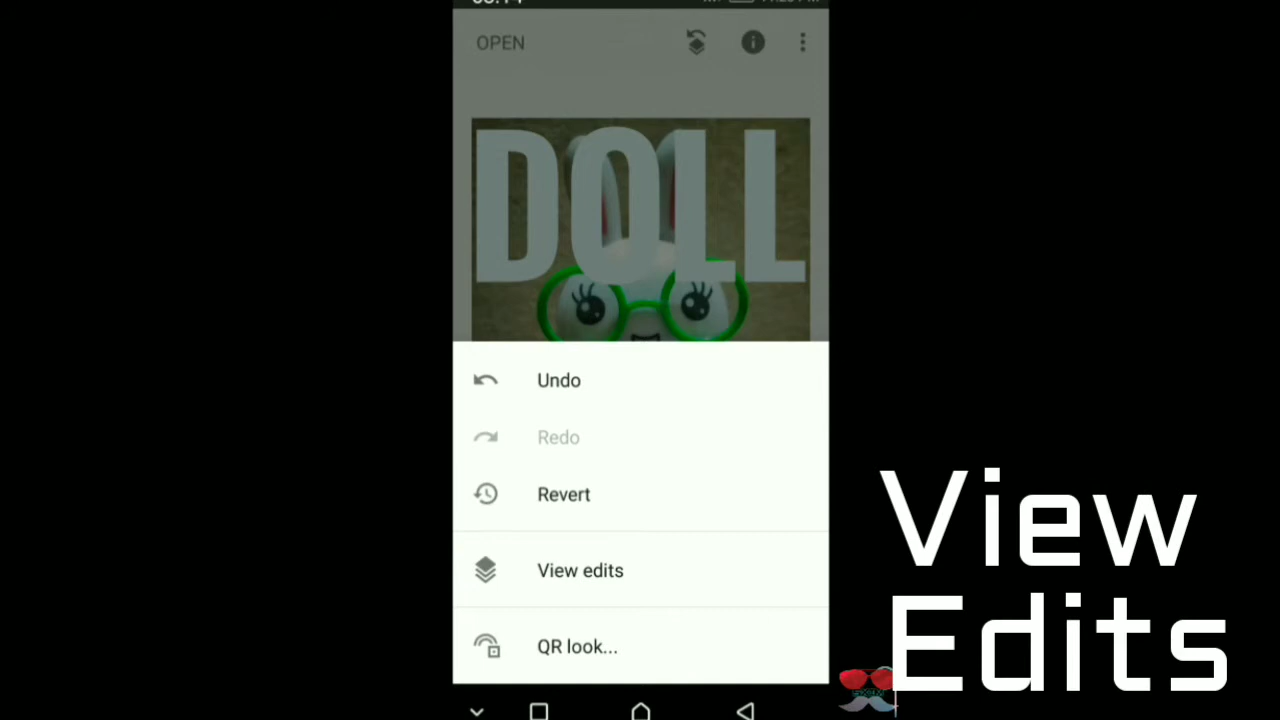 OPEN
DOLL
Undo
Redo
Revert
View edits
QR look...
View
Edits